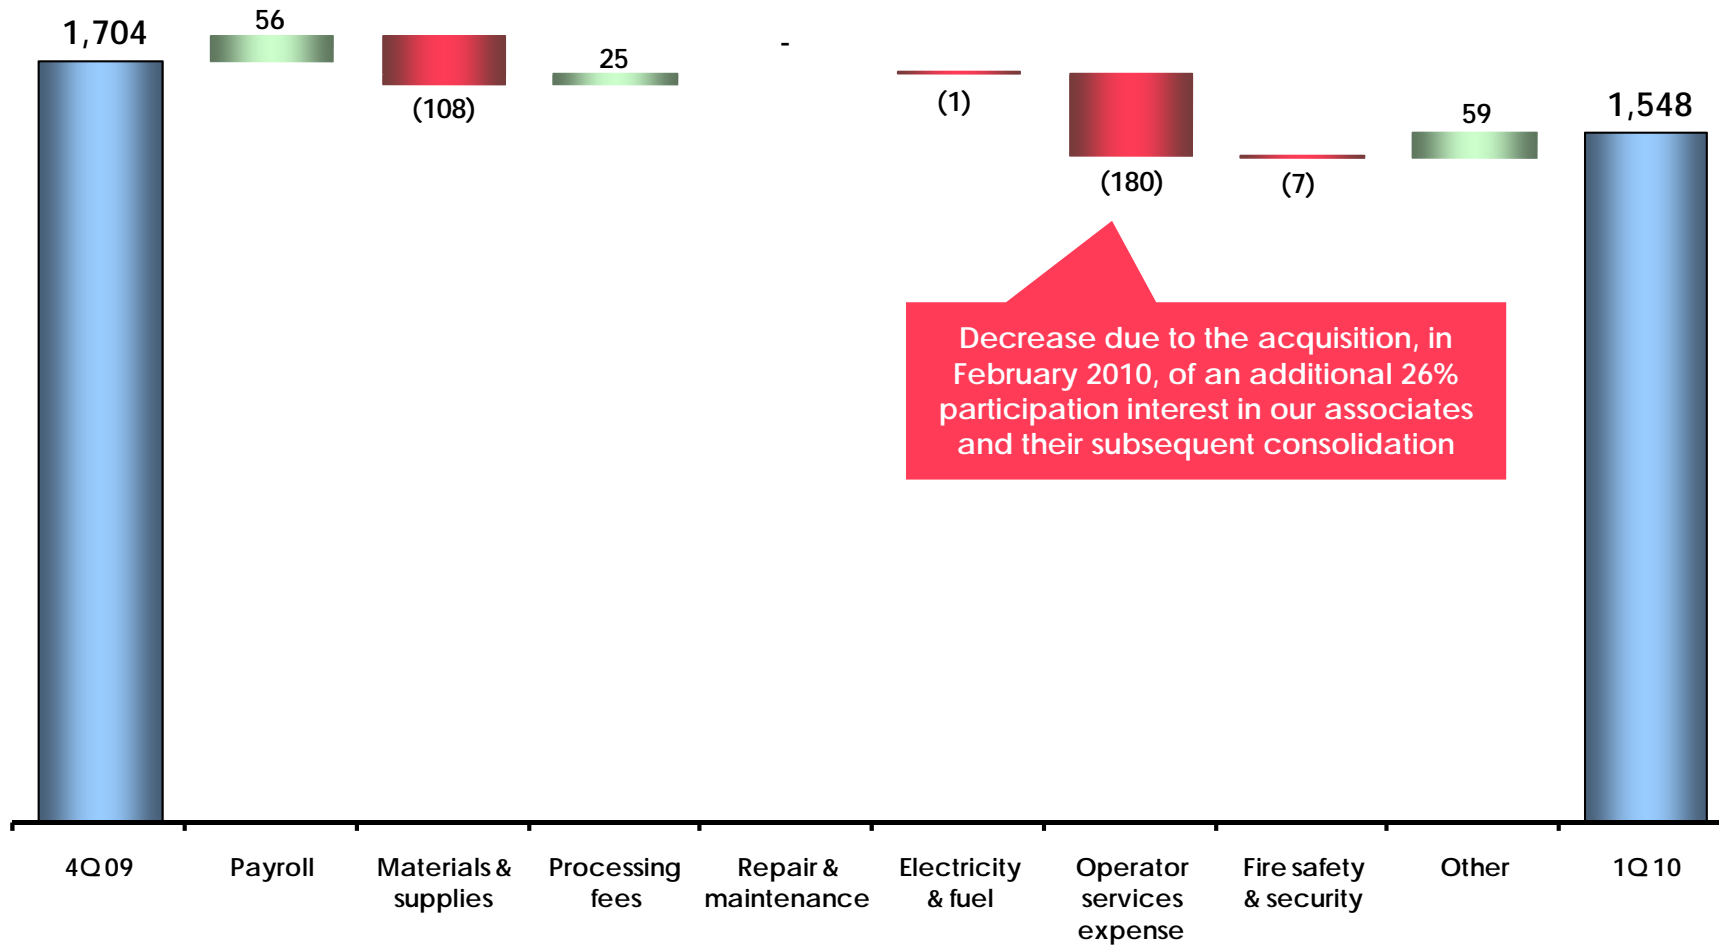 1,704
56
(108)
25
-
(1)
(180)
(7)
59
1,548
Decrease due to the acquisition, in
February 2010, of an additional 26%
participation interest in our associates
and their subsequent consolidation
4Q 09
Payroll
Materials &
supplies
Processing
fees
Repair &
maintenance
Electricity
& fuel
Operator
services
expense
Fire safety
& security
Other
1Q 10